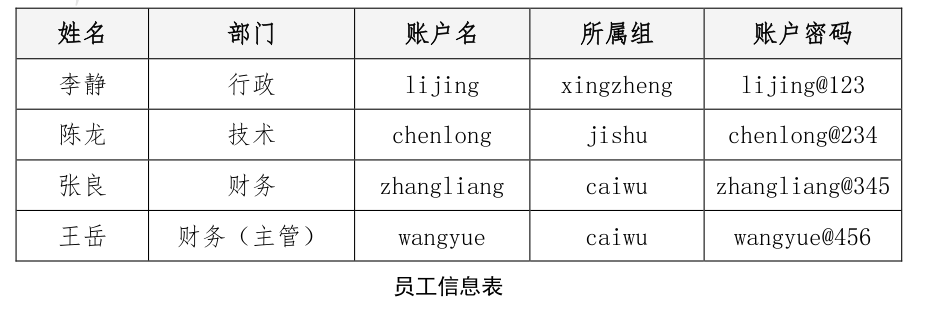 姓名 部门 账户名 所属组 账户密码
李静 行政 lijing xingzheng lijing@123
陈龙 技术 chenlong jishu chenlong@234
张良 财务 zhangliang caiwu zhangliang@345
王岳 财务（主管） wangyue caiwu wangyue@456
员工信息表